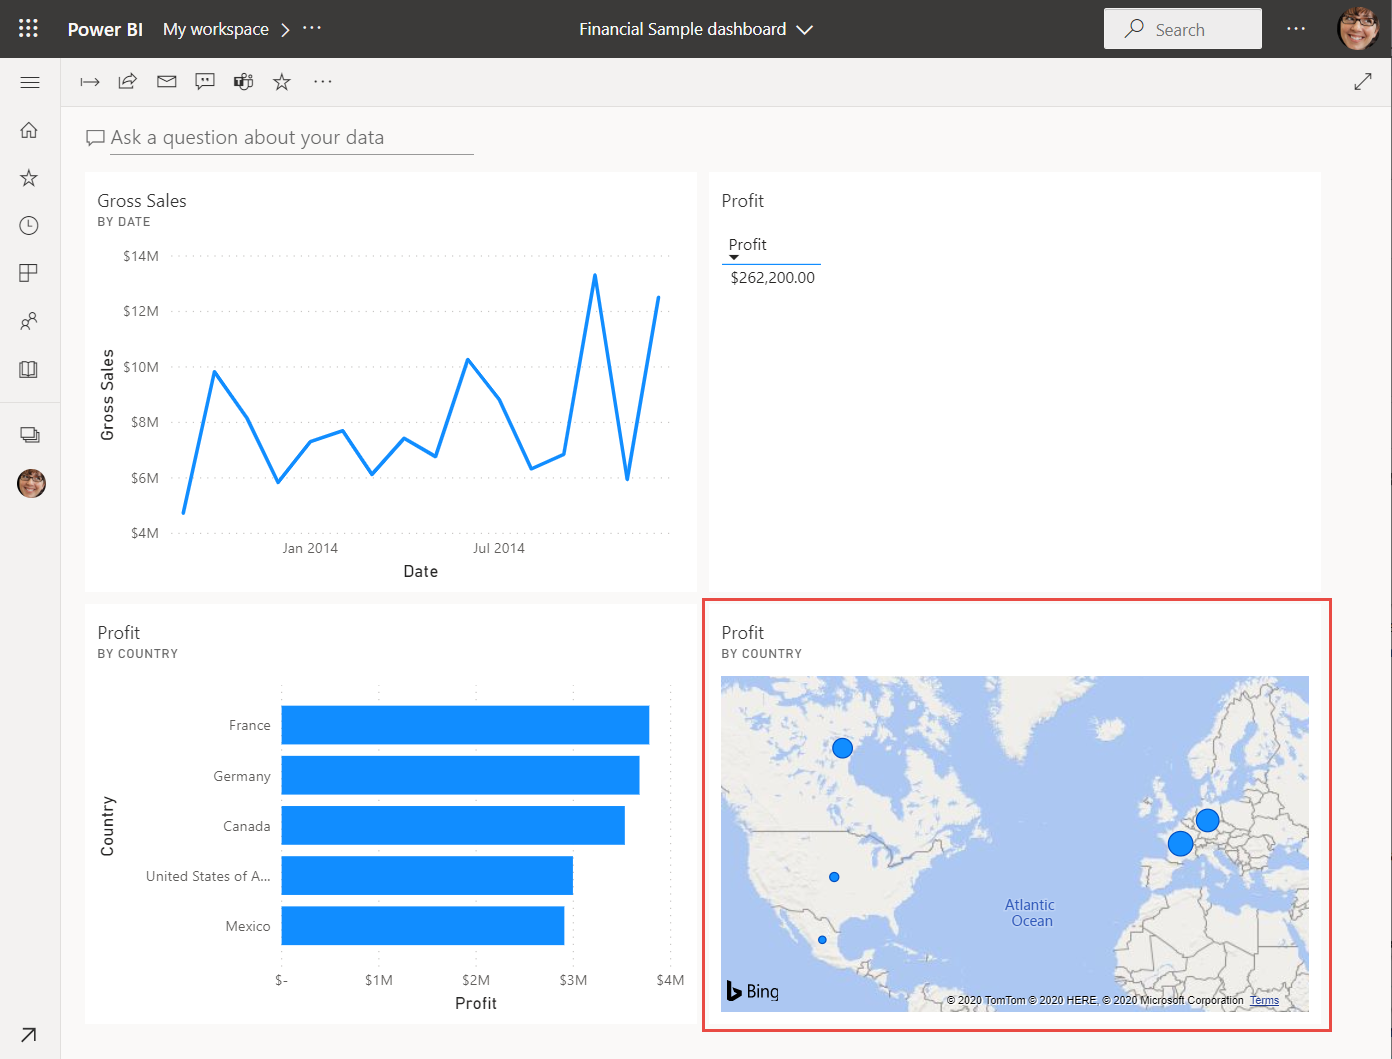 Power BI My workspace
Financial Sample dashboard
Search
Ask a question about your data
Gross Sales
BY DATE
$14M
$12M
$10M
$8M
$6M
$4M
Gross Sales
Jan 2014 Jul 2014
Date
Profit
Profit
$262,200.00
Profit
BY COUNTRY
Country
France
Germany
Canada
United States of A...
Mexico
$- $1M $2M $3M $4M
Profit
Profit
BY COUNTRY
Atlantic
Ocean
Bing
© 2020 TomTom © 2020 HERE, © 2020 Microsoft Corporation Terms